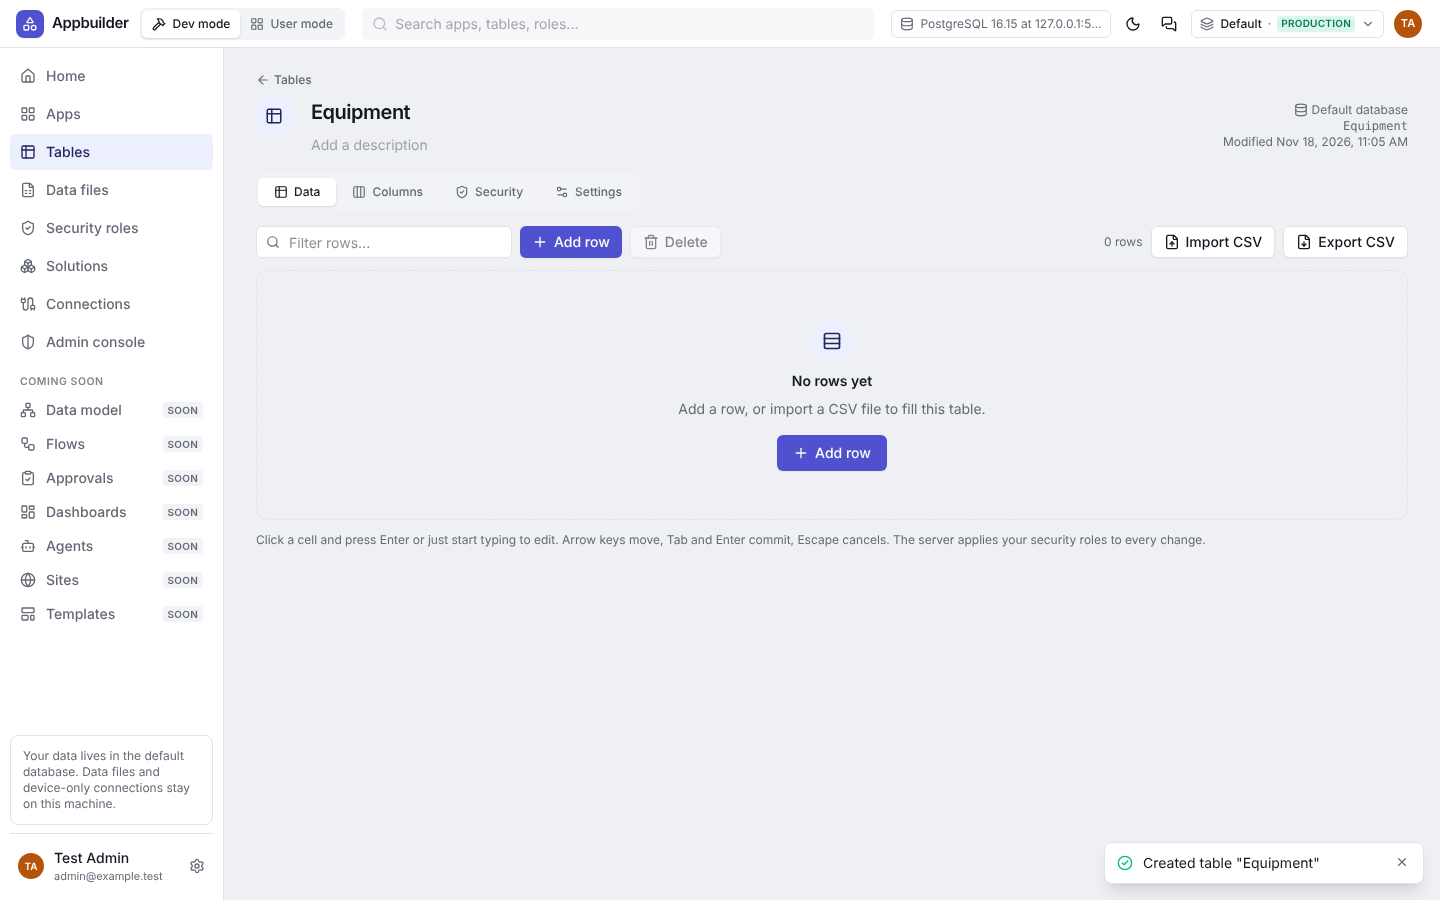 Appbuilder
Dev mode
User mode
Search apps, tables, roles...
PostgreSQL 16.15 at 127.0.0.1:5...
Default · PRODUCTION
TA
Home
Apps
Tables
Data files
Security roles
Solutions
Connections
Admin console
COMING SOON
Data model SOON
Flows SOON
Approvals SOON
Dashboards SOON
Agents SOON
Sites SOON
Templates SOON
Your data lives in the default
database. Data files and
device-only connections stay
on this machine.
TA
Test Admin
admin@example.test
Tables
Equipment
Add a description
Default database
Equipment
Modified Nov 18, 2026, 11:05 AM
Data
Columns
Security
Settings
Filter rows...
Add row
Delete
0 rows
Import CSV
Export CSV
No rows yet
Add a row, or import a CSV file to fill this table.
Add row
Click a cell and press Enter or just start typing to edit. Arrow keys move, Tab and Enter commit, Escape cancels. The server applies your security roles to every change.
Created table "Equipment"